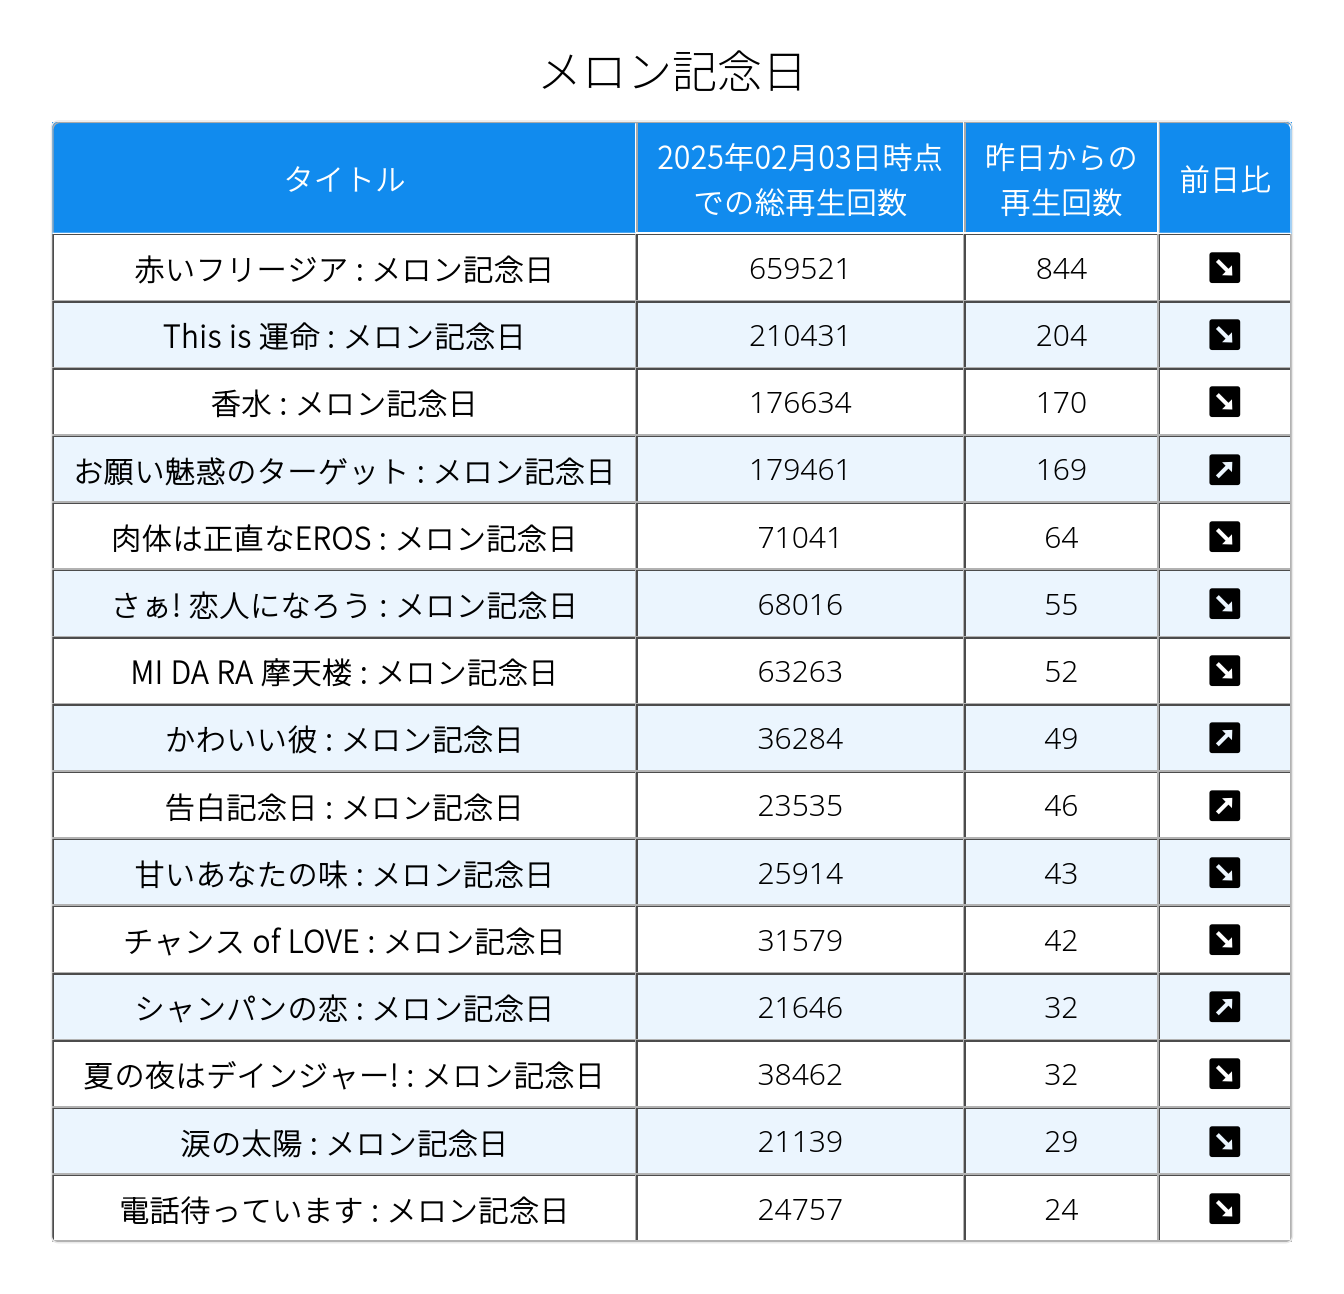 メロン記念日
タイトル
2025年02月03日時点
での総再生回数
昨日からの
再生回数
前日比
赤いフリージア : メロン記念日 659521 844 ↘
This is 運命 : メロン記念日 210431 204 ↘
香水 : メロン記念日 176634 170 ↘
お願い魅惑のターゲット : メロン記念日 179461 169 ↗
肉体は正直なEROS : メロン記念日 71041 64 ↘
さぁ! 恋人になろう : メロン記念日 68016 55 ↘
MI DA RA 摩天楼 : メロン記念日 63263 52 ↘
かわいい彼 : メロン記念日 36284 49 ↗
告白記念日 : メロン記念日 23535 46 ↗
甘いあなたの味 : メロン記念日 25914 43 ↘
チャンス of LOVE : メロン記念日 31579 42 ↘
シャンパンの恋 : メロン記念日 21646 32 ↗
夏の夜はデインジャー! : メロン記念日 38462 32 ↘
涙の太陽 : メロン記念日 21139 29 ↘
電話待っています : メロン記念日 24757 24 ↘